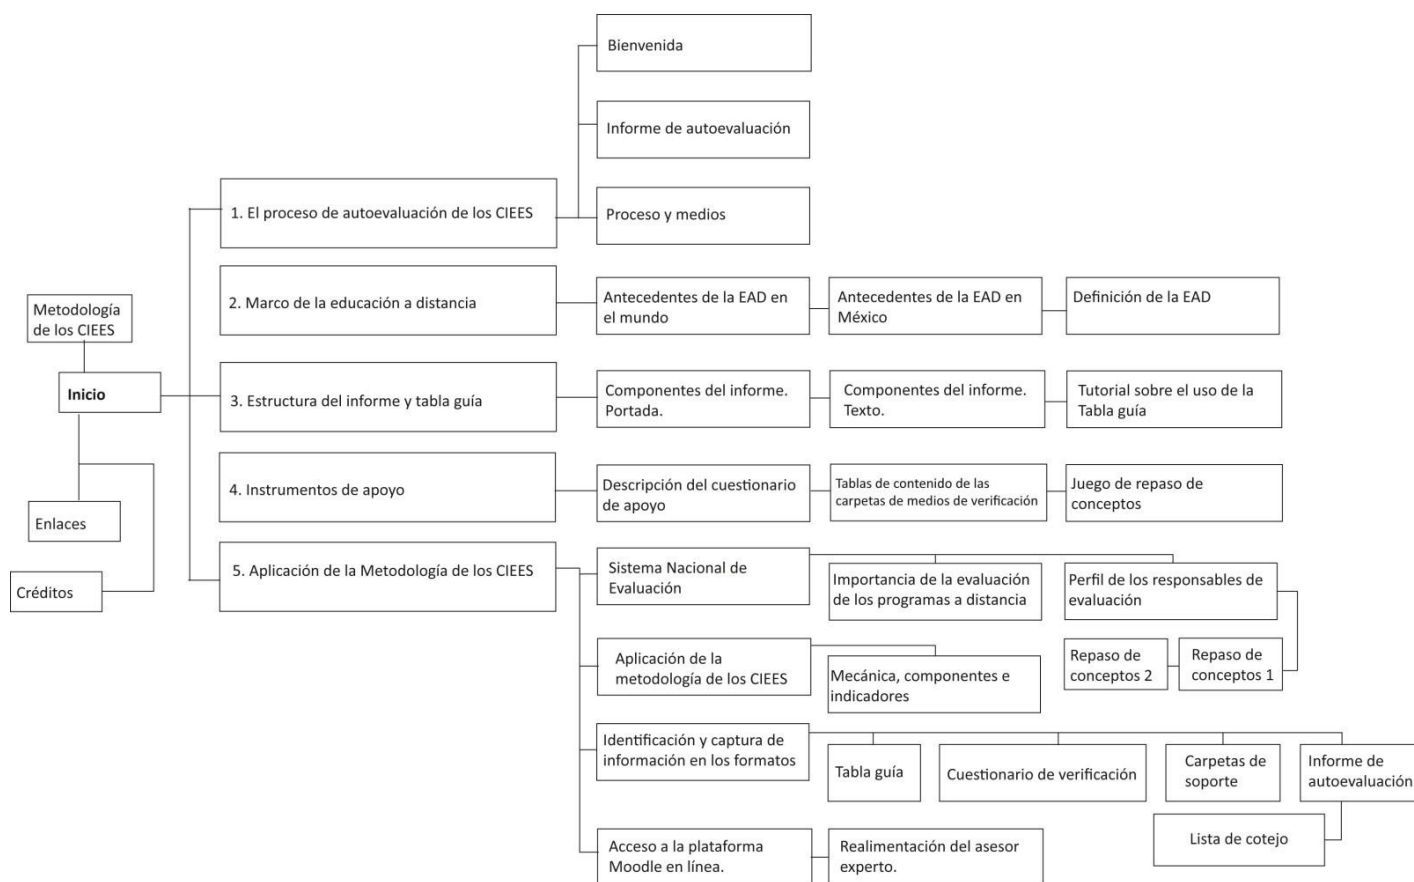 Bienvenida
Informe de autoevaluación
1. El proceso de autoevaluación de los CIEES
Proceso y medios
Metodología
de los CIEES
Inicio
Enlaces
Créditos
2. Marco de la educación a distancia
Antecedentes de la EAD en
el mundo
Antecedentes de la EAD en
México
Definición de la EAD
3. Estructura del informe y tabla guía
Componentes del informe.
Portada.
Componentes del informe.
Texto.
Tutorial sobre el uso de la
Tabla guía
4. Instrumentos de apoyo
Descripción del cuestionario
de apoyo
Tablas de contenido de las
carpetas de medios de verificación
Juego de repaso de
conceptos
5. Aplicación de la Metodología de los CIEES
Sistema Nacional de
Evaluación
Importancia de la evaluación
de los programas a distancia
Perfil de los responsables de
evaluación
Repaso de
conceptos 2
Repaso de
conceptos 1
Aplicación de la
metodología de los CIEES
Mecánica, componentes e
indicadores
Identificación y captura de
información en los formatos
Tabla guía
Cuestionario de verificación
Carpetas de
soporte
Informe de
autoevaluación
Lista de cotejo
Acceso a la plataforma
Moodle en línea.
Realimentación del asesor
experto.